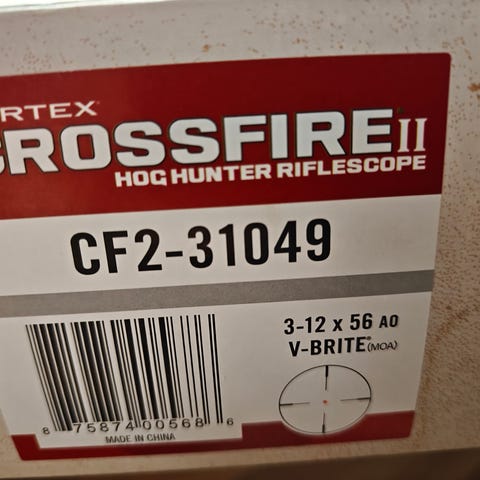 RTEX
CROSSFIRE II
HOG HUNTER RIFLESCOPE
CF2-31049
3-12 x 56 AO
V-BRITE® (MOA)
8 75874 00568 6
MADE IN CHINA